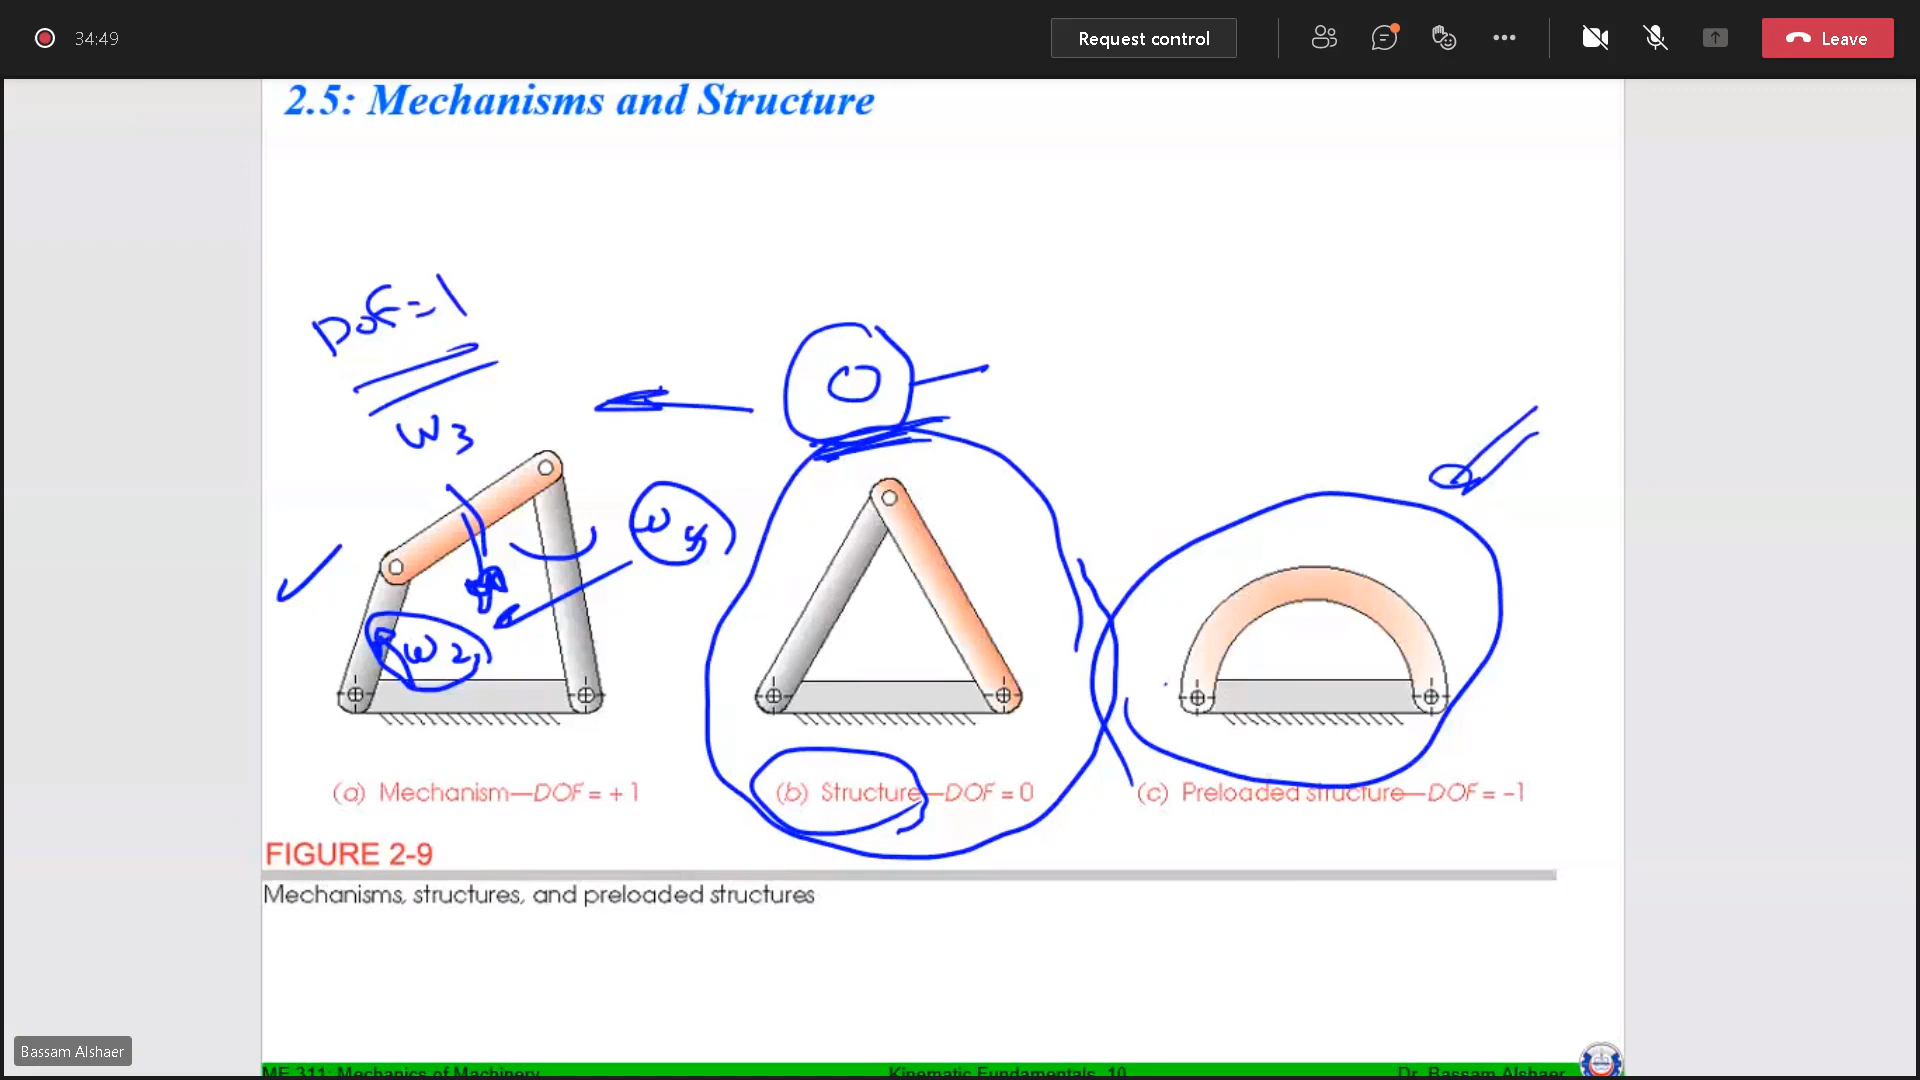 34:49
Request control
Leave
2.5: Mechanisms and Structure
DOF=1
ω3
ω4
ω2
(a) Mechanism—DOF = +1
(b) Structure—DOF = 0
(c) Preloaded structure—DOF = –1
FIGURE 2-9
Mechanisms, structures, and preloaded structures
Bassam Alshaer
ME 311: Mechanics of Machinery
Kinematic Fundamentals 10
Dr. Bassam Alshaer